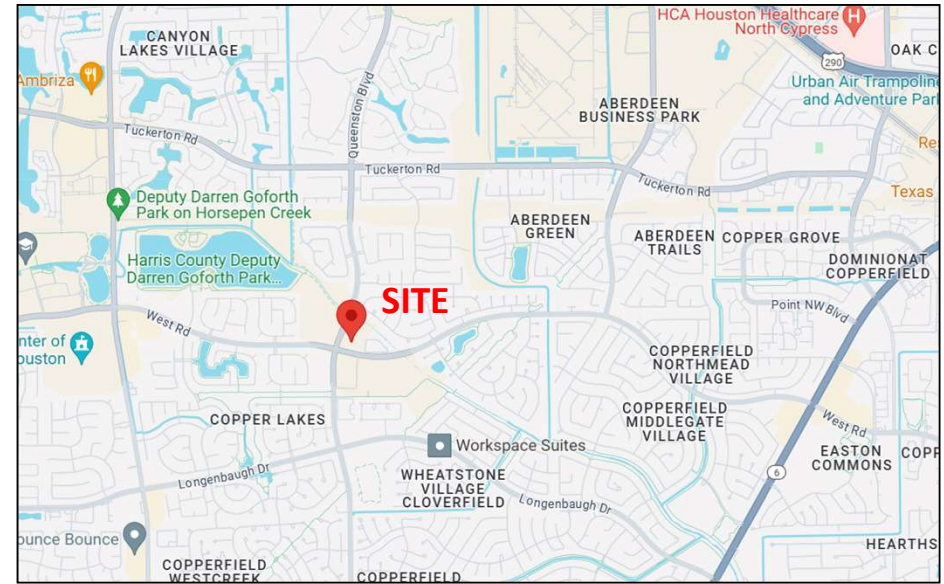 HCA Houston Healthcare
North Cypress
H
CANYON
LAKES VILLAGE
OAK C
290
Ambriza
Urban Air Trampolin
and Adventure Par
ABERDEEN
BUSINESS PARK
Queenston Blvd
Tuckerton Rd
Re
Tuckerton Rd
Tuckerton Rd
Texas
Deputy Darren Goforth
Park on Horsepen Creek
ABERDEEN
GREEN
ABERDEEN
TRAILS
COPPER GROVE
Harris County Deputy
Darren Goforth Park...
DOMINIONAT
COPPERFIELD
SITE
Point NW Blvd
West Rd
nter of
ouston
COPPERFIELD
NORTHMEAD
VILLAGE
COPPERFIELD
MIDDLEGATE
VILLAGE
COPPER LAKES
West Rd
Workspace Suites
EASTON
COMMONS
COPP
Longenbaugh Dr
WHEATSTONE
VILLAGE
CLOVERFIELD
6
Longenbaugh Dr
ounce Bounce
HEARTHS
COPPERFIELD
WESTCREEK
COPPERFIELD